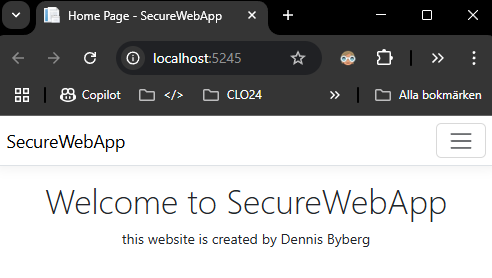 Home Page - SecureWebApp
localhost:5245
Copilot </> CLO24 Alla bokmärken
SecureWebApp
Welcome to SecureWebApp
this website is created by Dennis Byberg